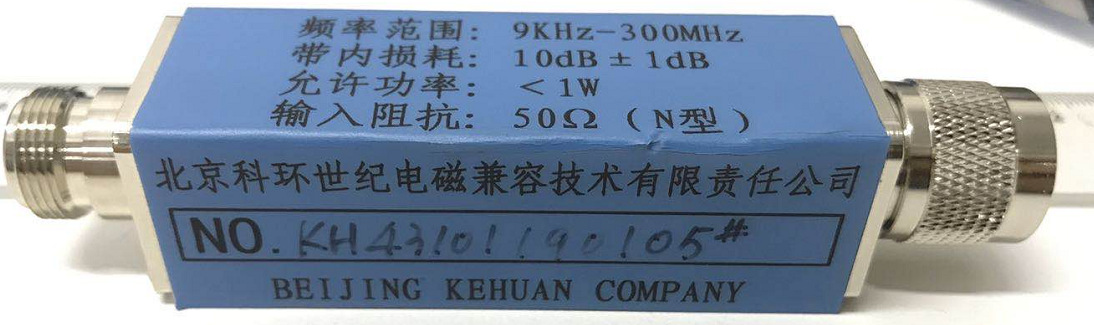 频率范围: 9KHz-300MHz
带内损耗: 10dB ± 1dB
允许功率: <1W
输入阻抗: 50Ω (N型)
北京科环世纪电磁兼容技术有限责任公司
NO. KH43101190105#
BEIJING KEHUAN COMPANY